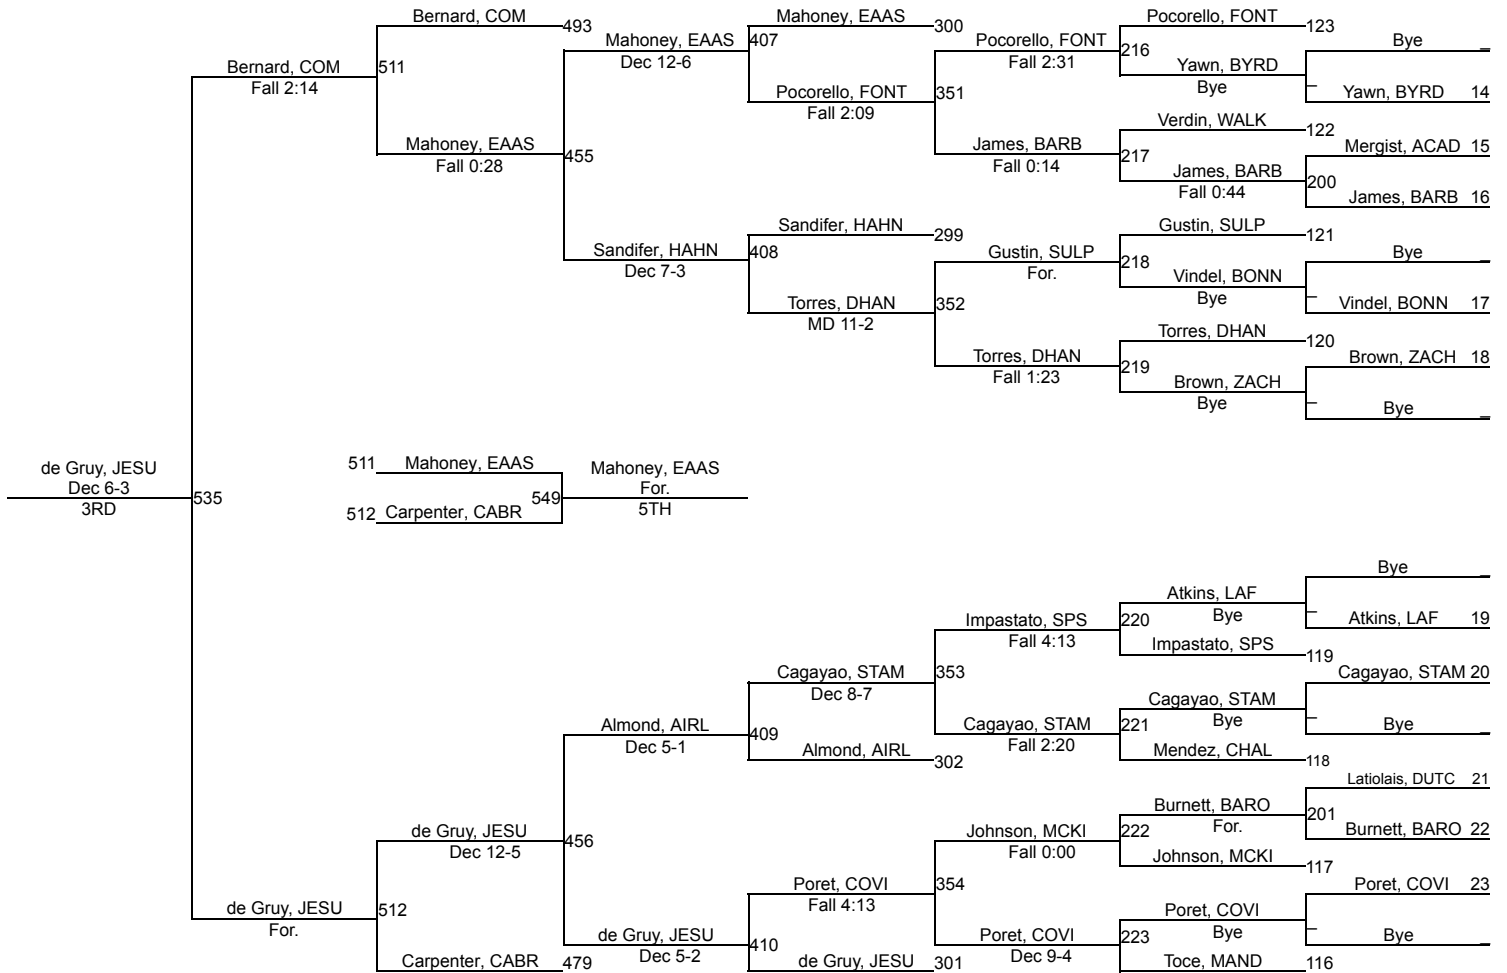 Bernard, COM
493
Mahoney, EAAS
300
Pocorello, FONT
123
Mahoney, EAAS
407
Dec 12-6
Pocorello, FONT
216
Fall 2:31
Bye
_
Bernard, COM
511
Fall 2:14
Yawn, BYRD
Bye
_
Pocorello, FONT
351
Fall 2:09
Yawn, BYRD 14
Verdin, WALK
122
Mahoney, EAAS
455
Fall 0:28
James, BARB
217
Fall 0:14
Mergist, ACAD 15
James, BARB
200
Fall 0:44
James, BARB 16
Sandifer, HAHN
299
Gustin, SULP
121
Sandifer, HAHN
408
Dec 7-3
Gustin, SULP
218
For.
Bye
_
Vindel, BONN
Bye
_
Torres, DHAN
352
MD 11-2
Vindel, BONN 17
Torres, DHAN
120
Torres, DHAN
219
Fall 1:23
Brown, ZACH 18
Brown, ZACH
Bye
_
Bye
_
de Gruy, JESU
Dec 6-3
535
3RD
511 Mahoney, EAAS
549
512 Carpenter, CABR
Mahoney, EAAS
For.
5TH
Bye
_
Atkins, LAF
Bye
_
Impastato, SPS
220
Fall 4:13
Atkins, LAF 19
Impastato, SPS
119
Cagayao, STAM
353
Dec 8-7
Cagayao, STAM 20
Cagayao, STAM
Bye
_
Almond, AIRL
409
Dec 5-1
Cagayao, STAM
221
Fall 2:20
Bye
_
Almond, AIRL
302
Mendez, CHAL
118
Latiolais, DUTC 21
Burnett, BARO
201
For.
de Gruy, JESU
456
Dec 12-5
Johnson, MCKI
222
Fall 0:00
Burnett, BARO 22
Johnson, MCKI
117
Poret, COVI
354
Fall 4:13
Poret, COVI 23
de Gruy, JESU
512
For.
Poret, COVI
Bye
_
de Gruy, JESU
410
Dec 5-2
Poret, COVI
223
Dec 9-4
Bye
_
Carpenter, CABR
479
de Gruy, JESU
301
Toce, MAND
116